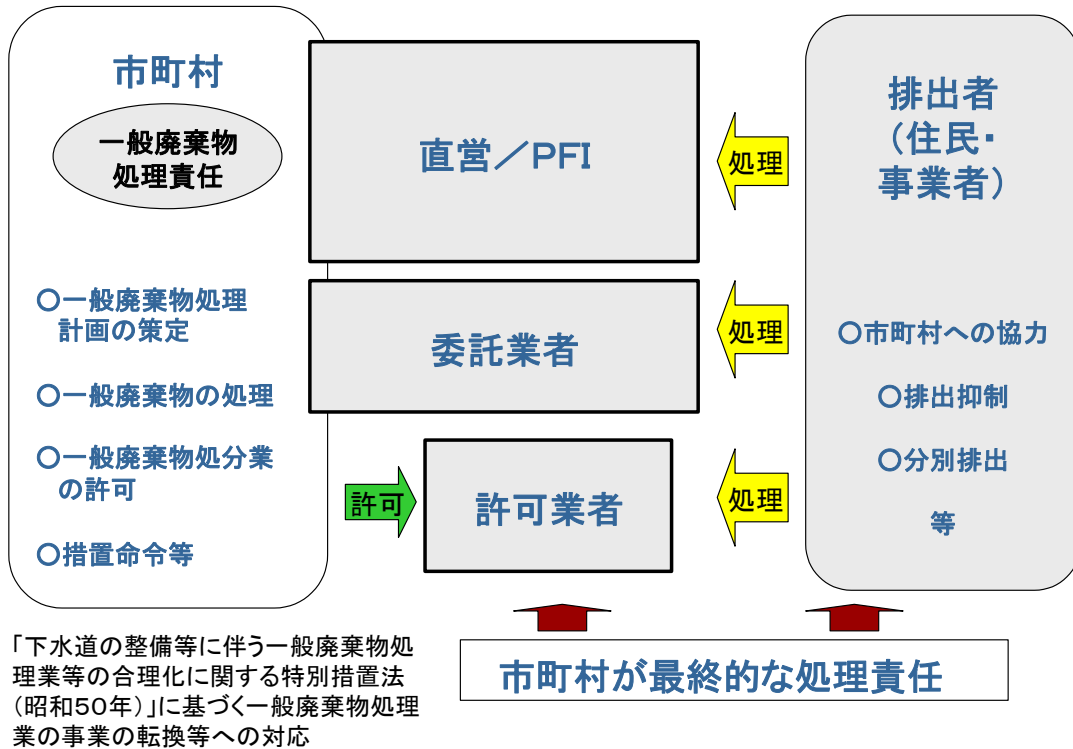 市町村
一般廃棄物
処理責任
○一般廃棄物処理
計画の策定
○一般廃棄物の処理
○一般廃棄物処分業
の許可
○措置命令等
直営／PFI
委託業者
許可
許可業者
処理
処理
処理
排出者
（住民・
事業者）
○市町村への協力
○排出抑制
○分別排出
等
市町村が最終的な処理責任
「下水道の整備等に伴う一般廃棄物処
理業等の合理化に関する特別措置法
（昭和５０年）」に基づく一般廃棄物処理
業の事業の転換等への対応